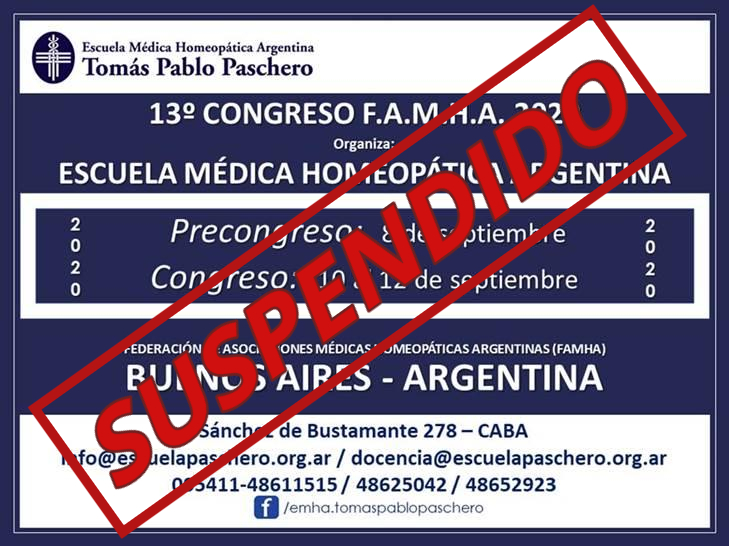 Escuela Médica Homeopática Argentina
Tomás Pablo Paschero
13º CONGRESO F.A.M.H.A. 2020
Organiza:
ESCUELA MÉDICA HOMEOPÁTICA ARGENTINA
2020
Precongreso: 8 de septiembre
Congreso: 10 al 12 de septiembre
2020
SUSPENDIDO
FEDERACIÓN DE ASOCIACIONES MÉDICAS HOMEOPÁTICAS ARGENTINAS (FAMHA)
BUENOS AIRES - ARGENTINA
Sánchez de Bustamante 278 – CABA
info@escuelapaschero.org.ar / docencia@escuelapaschero.org.ar
005411-48611515 / 48625042 / 48652923
f /emha.tomaspablopaschero